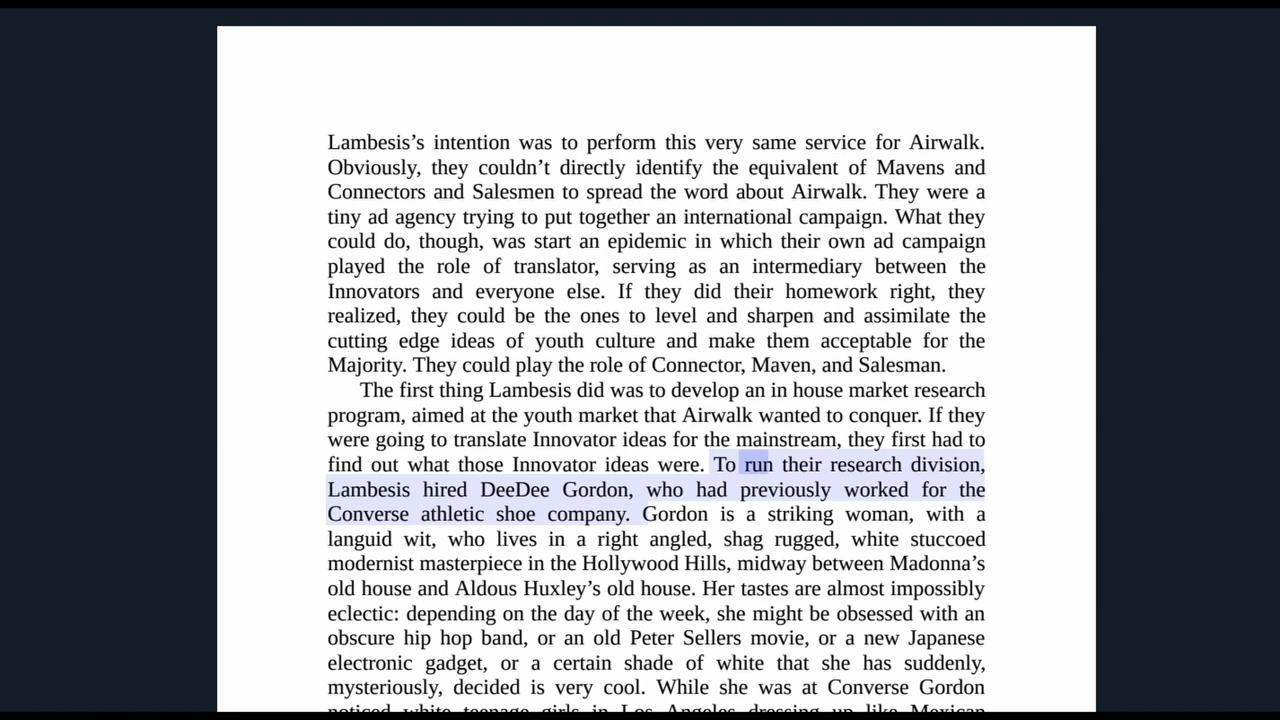 Lambesis’s intention was to perform this very same service for Airwalk.
Obviously, they couldn’t directly identify the equivalent of Mavens and
Connectors and Salesmen to spread the word about Airwalk. They were a
tiny ad agency trying to put together an international campaign. What they
could do, though, was start an epidemic in which their own ad campaign
played the role of translator, serving as an intermediary between the
Innovators and everyone else. If they did their homework right, they
realized, they could be the ones to level and sharpen and assimilate the
cutting edge ideas of youth culture and make them acceptable for the
Majority. They could play the role of Connector, Maven, and Salesman.
The first thing Lambesis did was to develop an in house market research
program, aimed at the youth market that Airwalk wanted to conquer. If they
were going to translate Innovator ideas for the mainstream, they first had to
find out what those Innovator ideas were. To run their research division,
Lambesis hired DeeDee Gordon, who had previously worked for the
Converse athletic shoe company. Gordon is a striking woman, with a
languid wit, who lives in a right angled, shag rugged, white stuccoed
modernist masterpiece in the Hollywood Hills, midway between Madonna’s
old house and Aldous Huxley’s old house. Her tastes are almost impossibly
eclectic: depending on the day of the week, she might be obsessed with an
obscure hip hop band, or an old Peter Sellers movie, or a new Japanese
electronic gadget, or a certain shade of white that she has suddenly,
mysteriously, decided is very cool. While she was at Converse Gordon
noticed white teenage girls in Los Angeles dressing up like Mexican